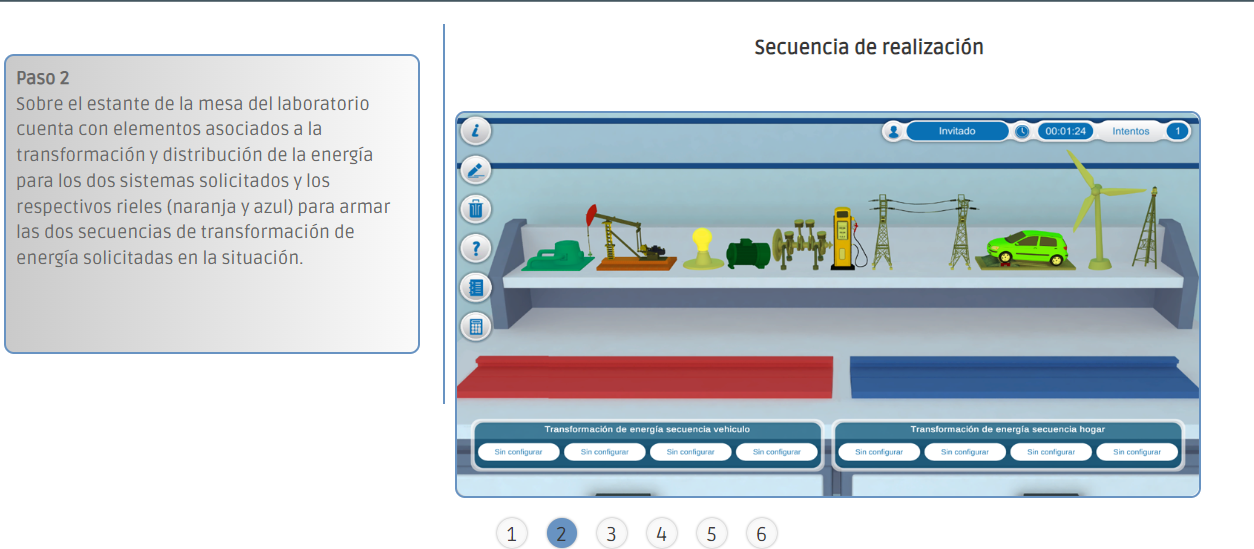 Secuencia de realización
Paso 2
Sobre el estante de la mesa del laboratorio
cuenta con elementos asociados a la
transformación y distribución de la energía
para los dos sistemas solicitados y los
respectivos rieles (naranja y azul) para armar
las dos secuencias de transformación de
energía solicitadas en la situación.
i
Invitado
00:01:24
Intentos
1
?
Transformación de energía secuencia vehiculo
Sin configurar Sin configurar Sin configurar Sin configurar
Transformación de energía secuencia hogar
Sin configurar Sin configurar Sin configurar Sin configurar
1 2 3 4 5 6